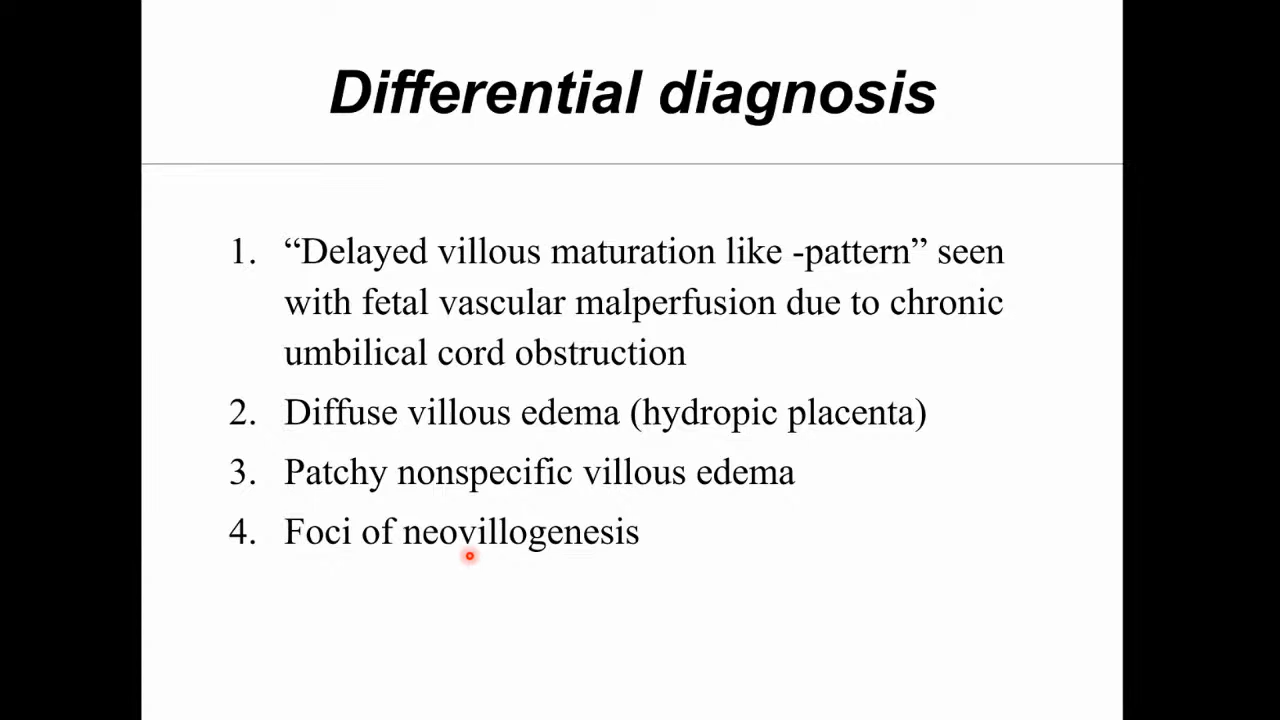 Differential diagnosis
1. “Delayed villous maturation like -pattern” seen
with fetal vascular malperfusion due to chronic
umbilical cord obstruction
2. Diffuse villous edema (hydropic placenta)
3. Patchy nonspecific villous edema
4. Foci of neovillogenesis